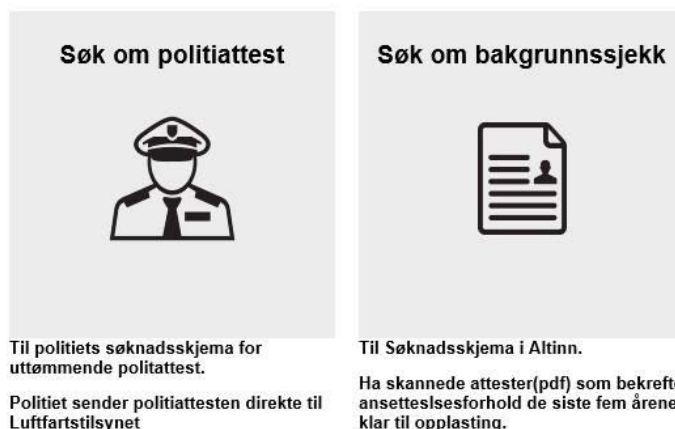 Søk om politiattest
Til politiets søknadsskjema for
uttømmende politattest.
Politiet sender politiattesten direkte til
Luftfartstilsynet
Søk om bakgrunnssjekk
Til Søknadsskjema i Altinn.
Ha skannede attester(pdf) som bekrefte
ansetteslsesforhold de siste fem årene
klar til opplasting.